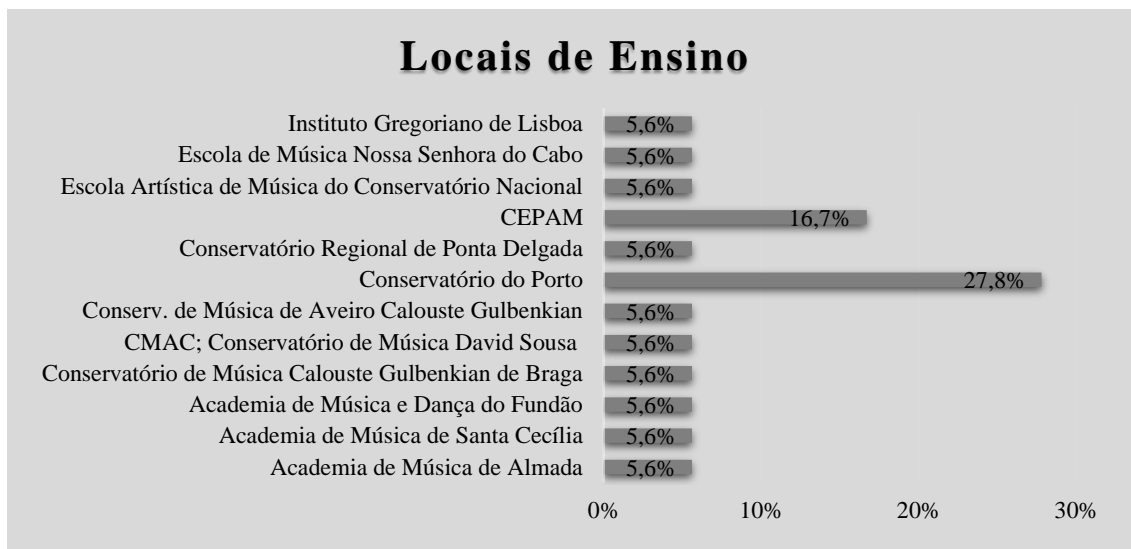 Locais de Ensino
Instituto Gregoriano de Lisboa 5,6%
Escola de Música Nossa Senhora do Cabo 5,6%
Escola Artística de Música do Conservatório Nacional 5,6%
CEPAM 16,7%
Conservatório Regional de Ponta Delgada 5,6%
Conservatório do Porto 27,8%
Conserv. de Música de Aveiro Calouste Gulbenkian 5,6%
CMAC; Conservatório de Música David Sousa 5,6%
Conservatório de Música Calouste Gulbenkian de Braga 5,6%
Academia de Música e Dança do Fundão 5,6%
Academia de Música de Santa Cecília 5,6%
Academia de Música de Almada 5,6%
0% 10% 20% 30%